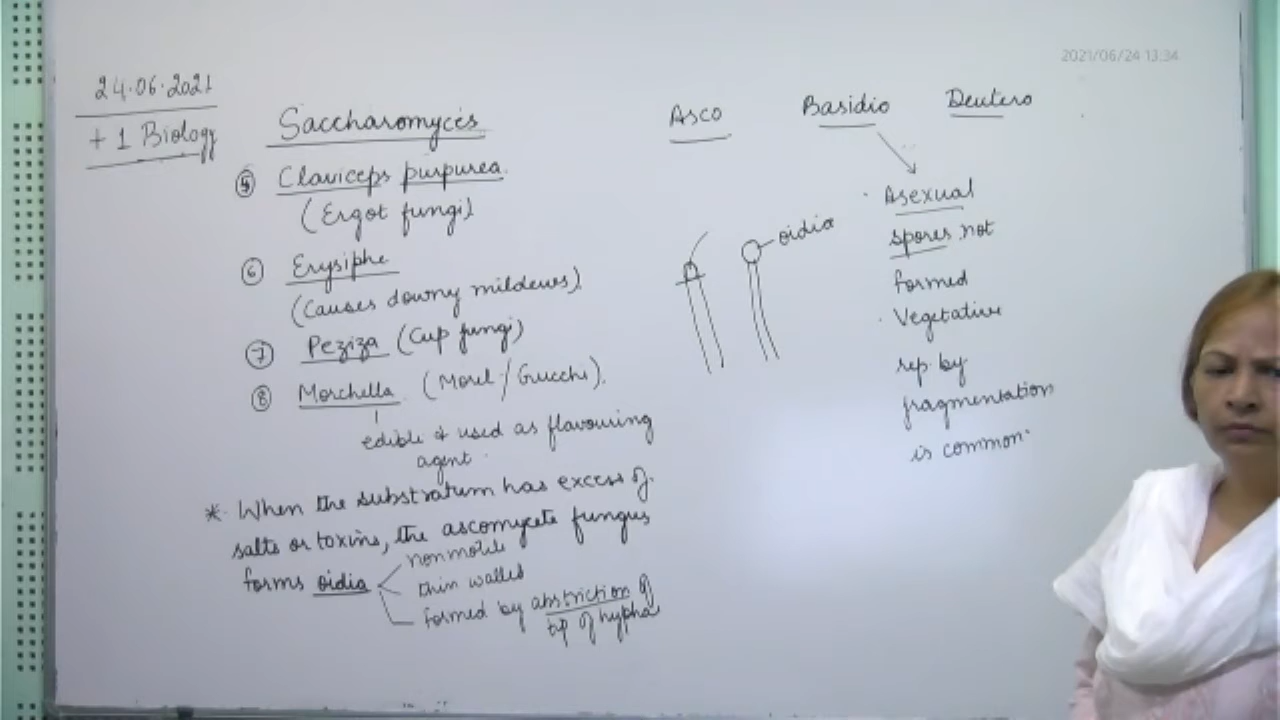 2021/06/24 13:34
24.06.2021
+ 1 Biology
Saccharomyces
⑤ Claviceps purpurea.
(Ergot fungi)
⑥ Erysiphe
(Causes downy mildews)
⑦ Peziza (Cup fungi)
⑧ Morchella (Morel/Gucchi).
edible & used as flavouring
agent.
* When the substratum has excess of
salts or toxins, the ascomycete fungus
forms oidia
nonmotile
thin walled
formed by abstriction of
tip of hypha
Asco
Basidio
Deutero
oidia
Asexual
spores not
formed
Vegetative
rep. by
fragmentation
is common.